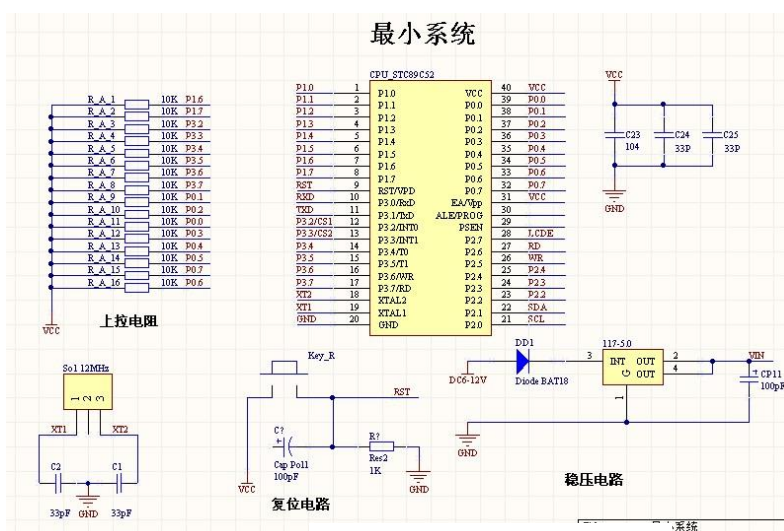 最小系统
R_A_1 10K P1.6
R_A_2 10K P1.7
R_A_3 10K P3.2
R_A_4 10K P3.3
R_A_5 10K P3.4
R_A_6 10K P3.5
R_A_7 10K P3.6
R_A_8 10K P3.7
R_A_9 10K P0.1
R_A_10 10K P0.2
R_A_11 10K P0.0
R_A_12 10K P0.3
R_A_13 10K P0.4
R_A_14 10K P0.5
R_A_15 10K P0.7
R_A_16 10K P0.6
VCC
上拉电阻
CPU_STC89C52
P1.0 1 P1.0 VCC 40 VCC
P1.1 2 P1.1 P0.0 39 P0.0
P1.2 3 P1.2 P0.1 38 P0.1
P1.3 4 P1.3 P0.2 37 P0.2
P1.4 5 P1.4 P0.3 36 P0.3
P1.5 6 P1.5 P0.4 35 P0.4
P1.6 7 P1.6 P0.5 34 P0.5
P1.7 8 P1.7 P0.6 33 P0.6
RST 9 RST/VPD P0.7 32 P0.7
RXD 10 P3.0/RxD EA/Vpp 31 VCC
TXD 11 P3.1/TxD ALE/PROG 30
P3.2/CS1 12 P3.2/INT0 PSEN 29
P3.3/CS2 13 P3.3/INT1 P2.7 28 LCDE
P3.4 14 P3.4/T0 P2.6 27 RD
P3.5 15 P3.5/T1 P2.5 26 WR
P3.6 16 P3.6/WR P2.4 25 P2.4
P3.7 17 P3.7/RD P2.3 24 P2.3
XT2 18 XTAL2 P2.2 23 P2.2
XT1 19 XTAL1 P2.1 22 SDA
GND 20 GND P2.0 21 SCL
VCC
C23 C24 C25
104 33P 33P
GND
So1 12MHz
1 2 3
XT1 XT2
C2 C1
33pF GND 33pF
Key_R
RST
C? R?
Cap Pol1 Res2
100pF 1K
VCC GND
复位电路
DD1 117-5.0
3 INT OUT 2 VIN
G OUT 4
DC6-12V Diode BAT18
1
CP11
100pF
GND
稳压电路
最小系统